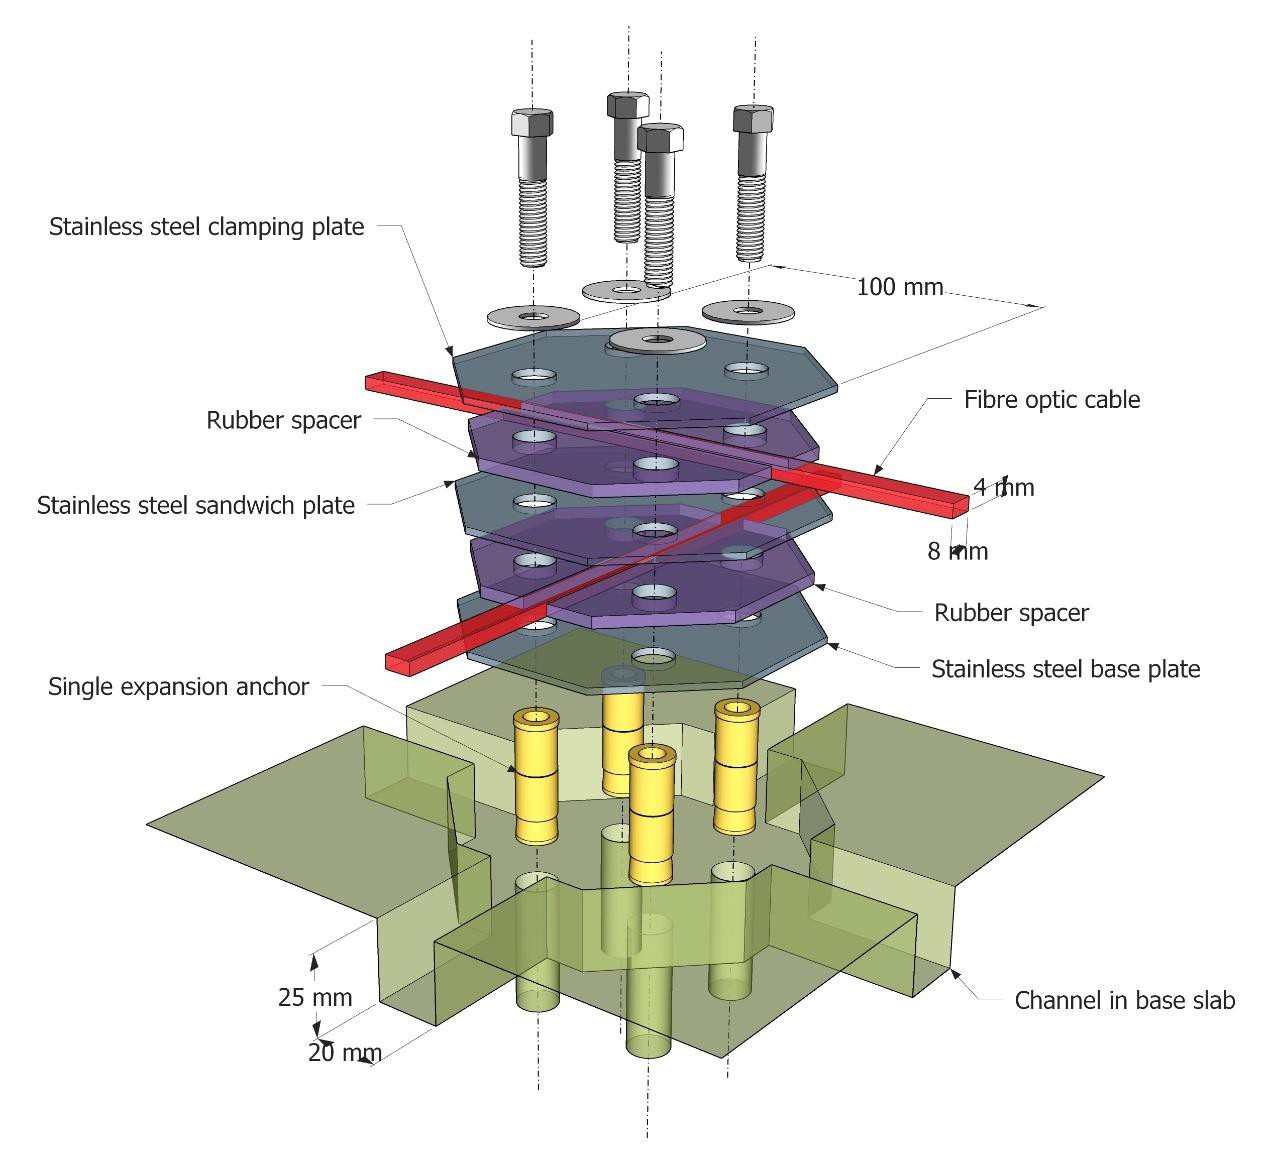 Stainless steel clamping plate
100 mm
Fibre optic cable
Rubber spacer
4 mm
Stainless steel sandwich plate
8 mm
Rubber spacer
Stainless steel base plate
Single expansion anchor
25 mm
Channel in base slab
20 mm